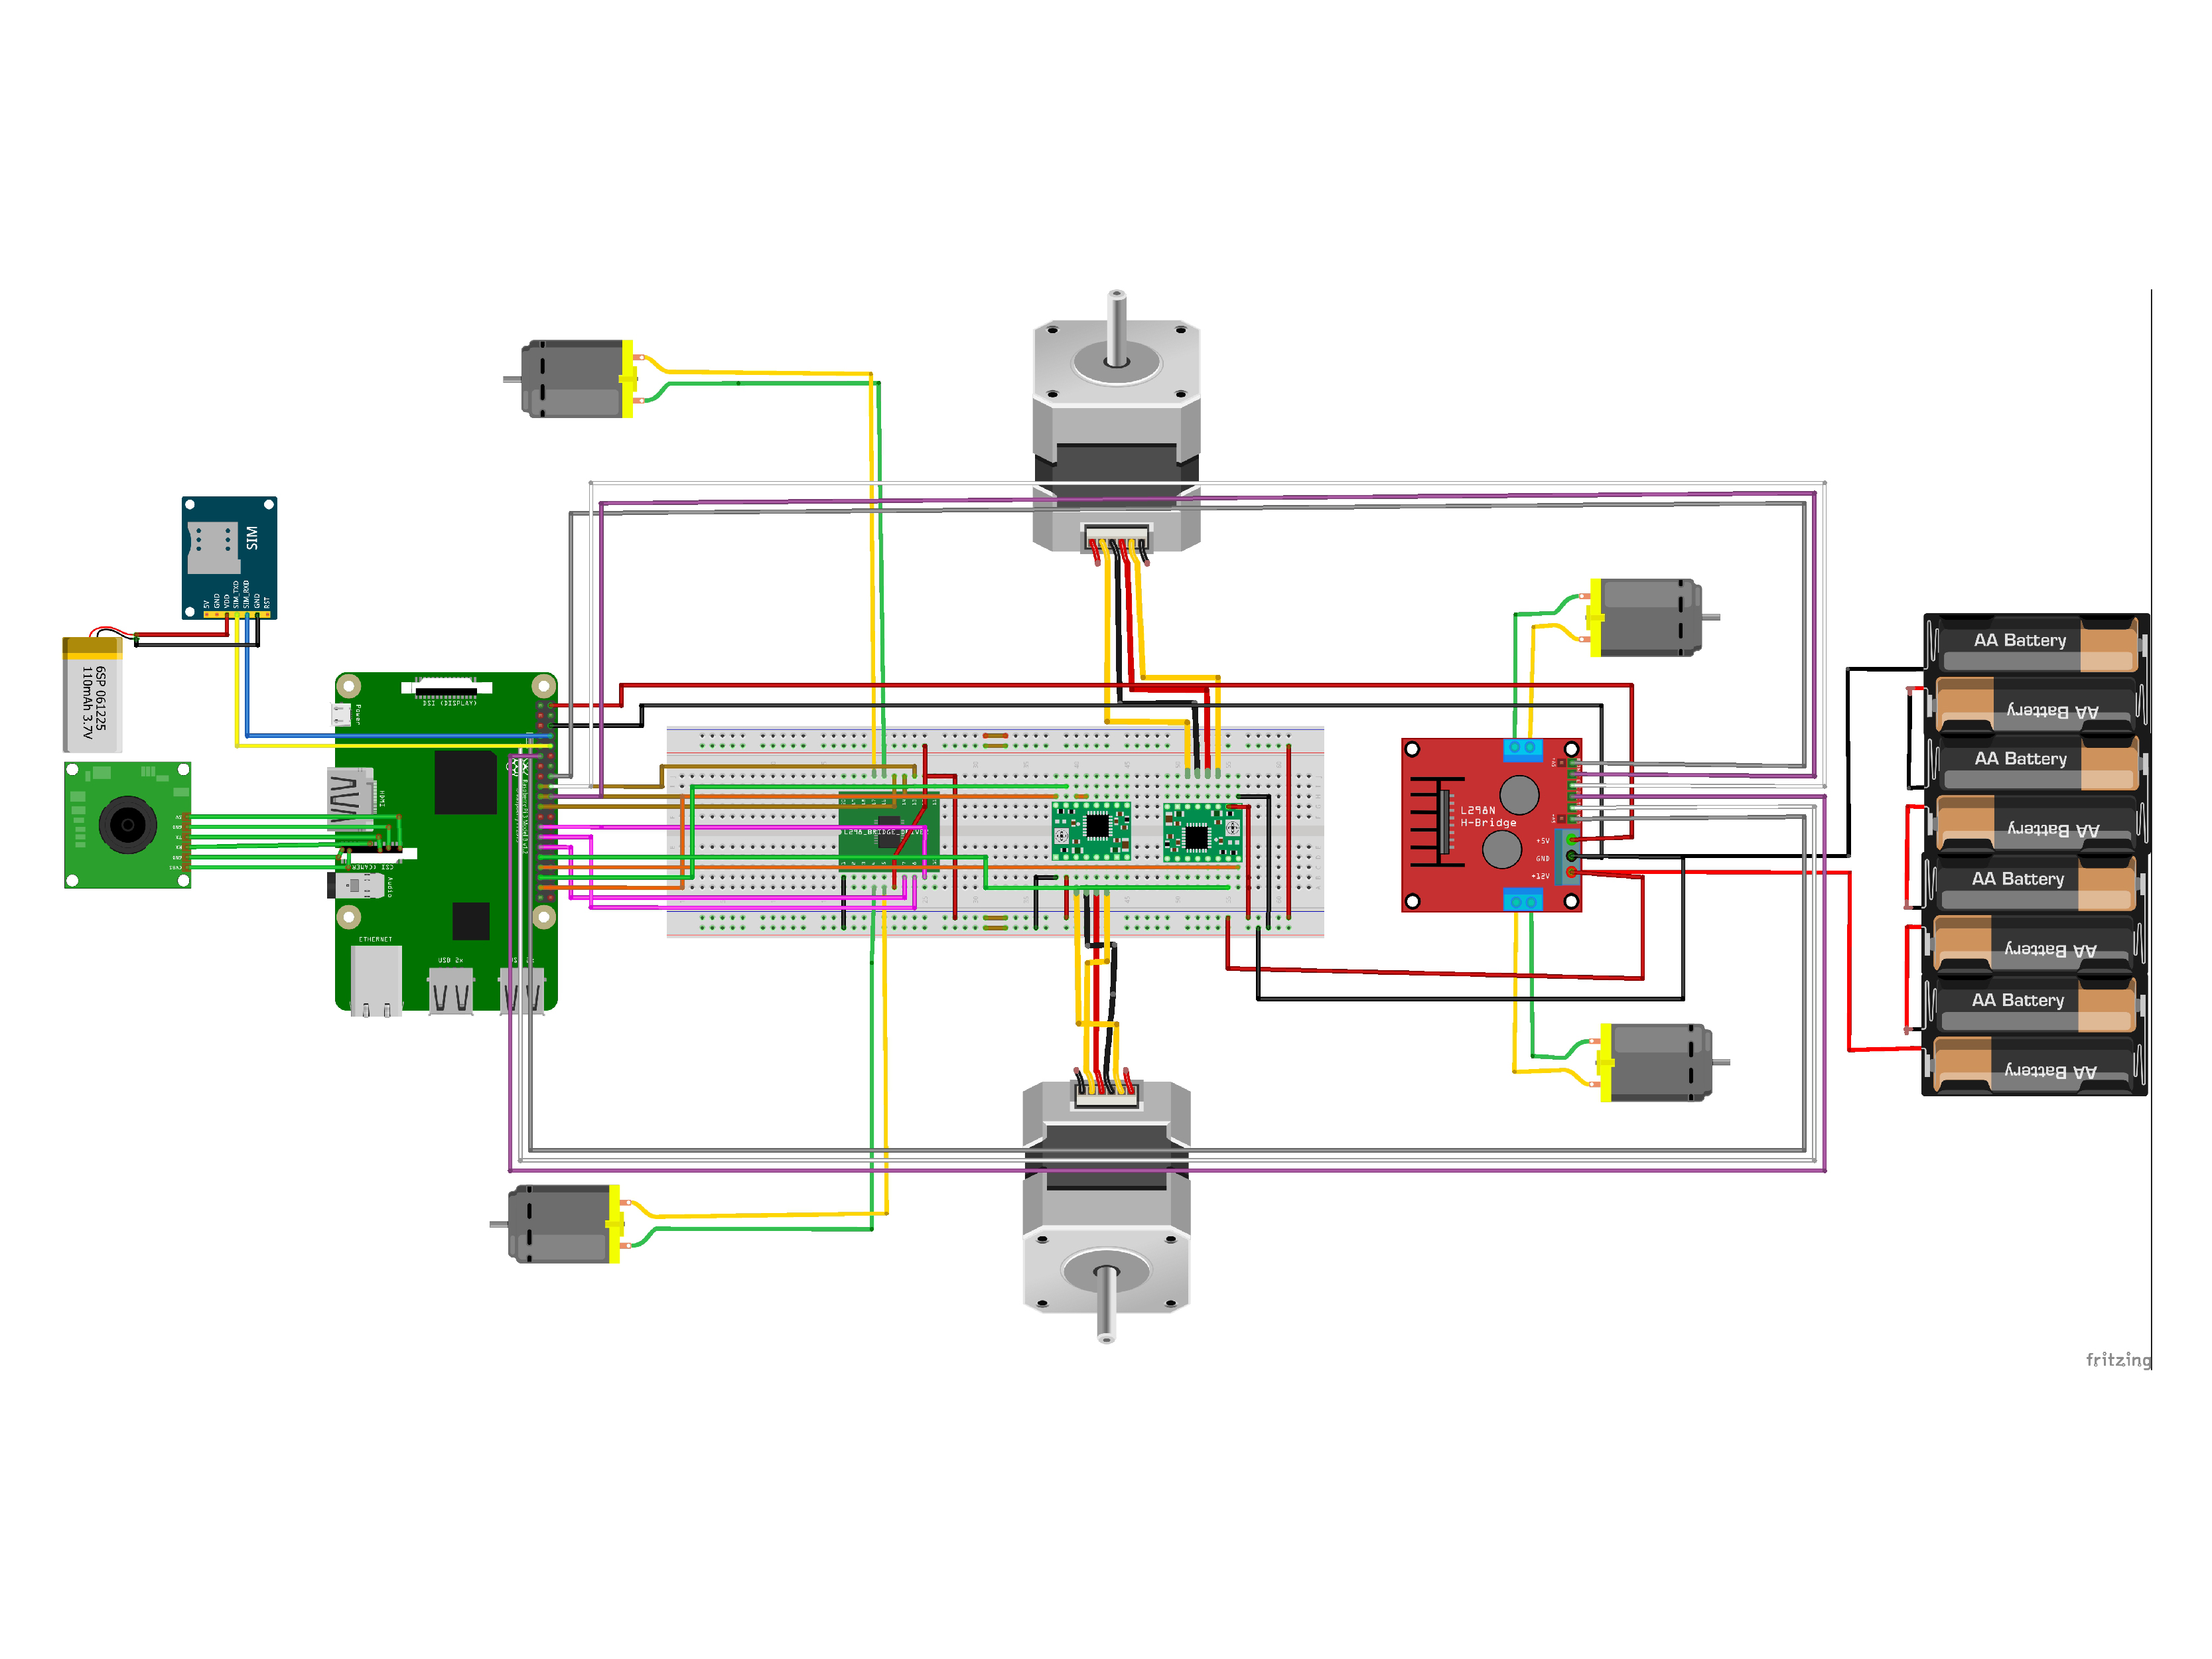 SIM
5V
GND
VDD
SIM_TXD
SIM_RXD
GND
RST
6SP 061225
110mAh 3.7V
DSI (DISPLAY)
Power
HDMI
CSI (CAMERA)
Audio
ETHERNET
USB 2x
USB 2x
L298N
H-Bridge
+5V
GND
+12V
AA Battery
AA Battery
AA Battery
AA Battery
AA Battery
AA Battery
AA Battery
AA Battery
fritzing